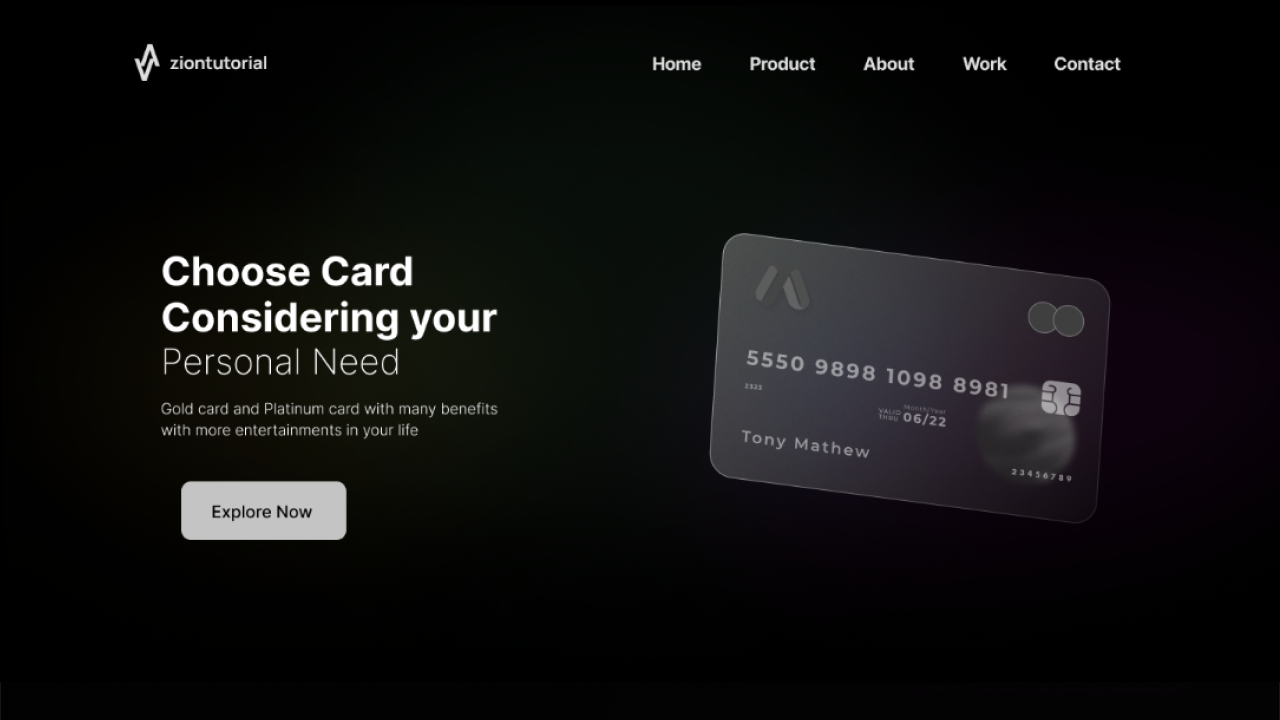 ziontutorial
Home Product About Work Contact
Choose Card
Considering your
Personal Need
Gold card and Platinum card with many benefits
with more entertainments in your life
Explore Now
5550 9898 1098 8981
2323
Month/Year
VALID
THRU 06/22
Tony Mathew
23456789